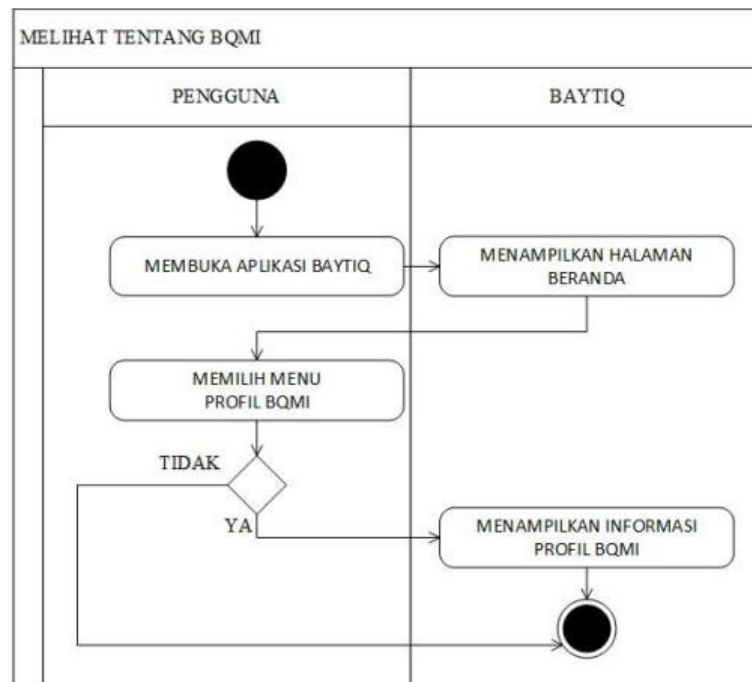 MELIHAT TENTANG BQMI
PENGGUNA
BAYTIQ
MEMBUKA APLIKASI BAYTIQ
MENAMPILKAN HALAMAN
BERANDA
MEMILIH MENU
PROFIL BQMI
TIDAK
YA
MENAMPILKAN INFORMASI
PROFIL BQMI